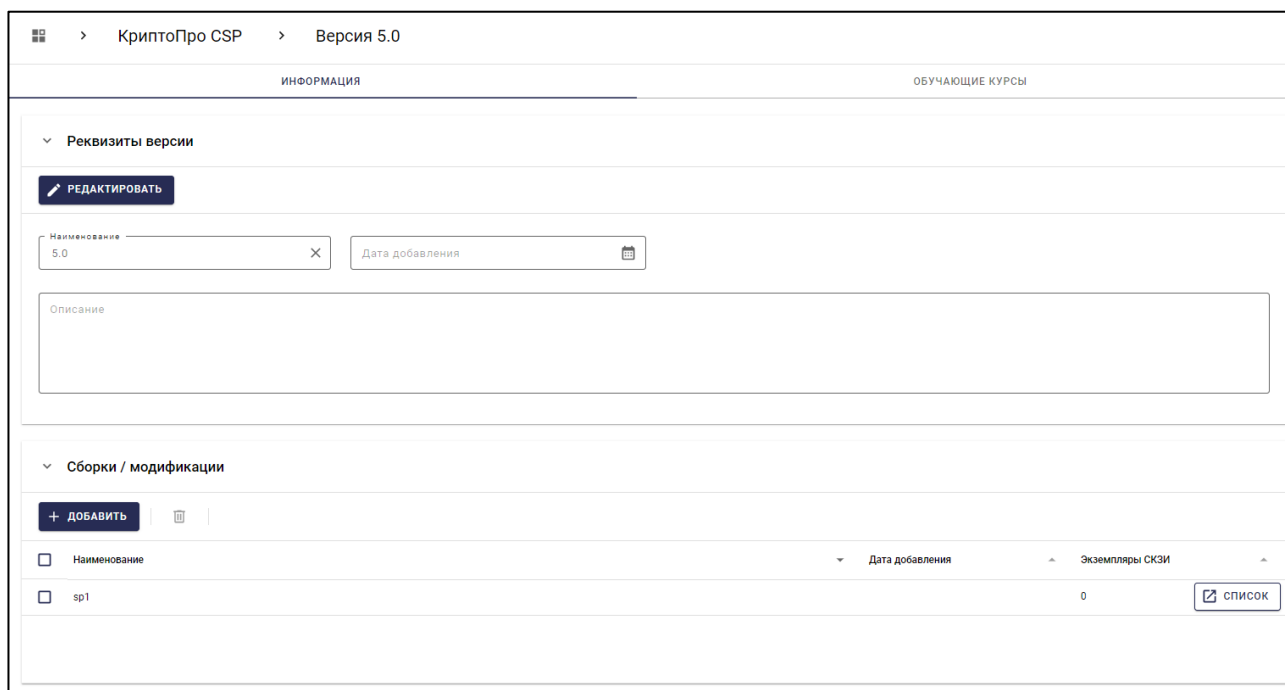 КриптоПро CSP Версия 5.0
ИНФОРМАЦИЯ ОБУЧАЮЩИЕ КУРСЫ
Реквизиты версии
РЕДАКТИРОВАТЬ
Наименование
5.0 Дата добавления
Описание
Сборки / модификации
+ ДОБАВИТЬ
Наименование Дата добавления Экземпляры СКЗИ
sp1 0 СПИСОК